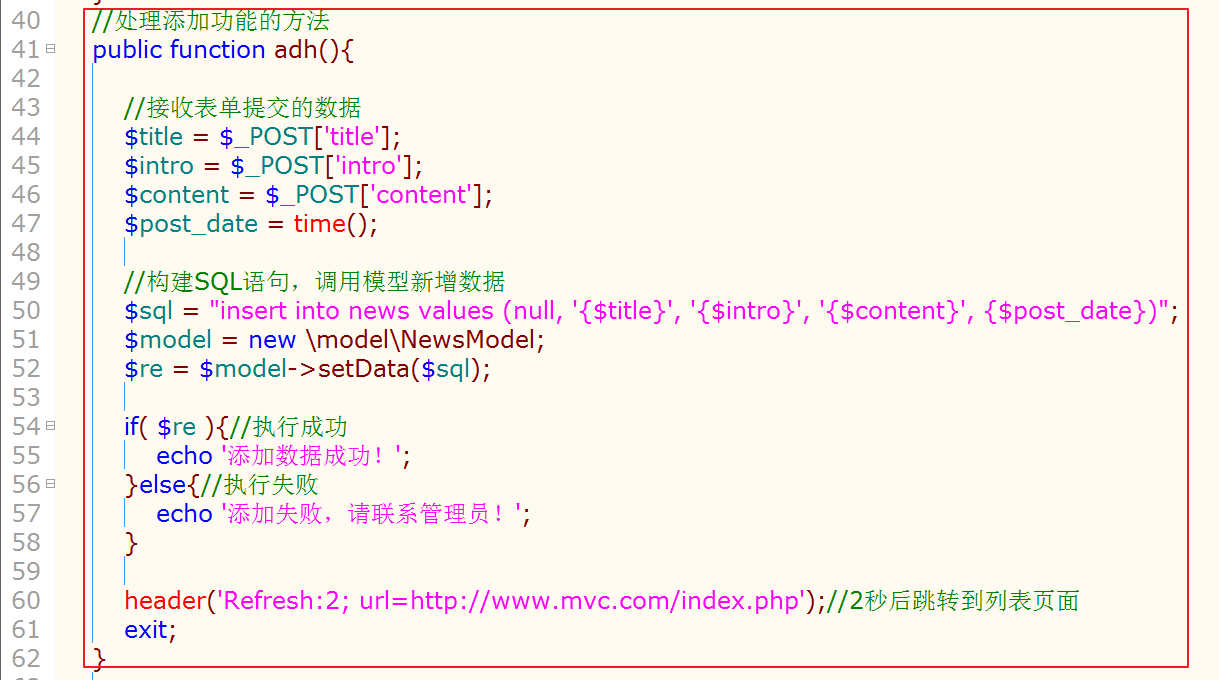 40 //处理添加功能的方法
41 public function adh(){
42
43 //接收表单提交的数据
44 $title = $_POST['title'];
45 $intro = $_POST['intro'];
46 $content = $_POST['content'];
47 $post_date = time();
48
49 //构建SQL语句，调用模型新增数据
50 $sql = "insert into news values (null, '{$title}', '{$intro}', '{$content}', {$post_date})";
51 $model = new \model\NewsModel;
52 $re = $model->setData($sql);
53
54 if( $re ){//执行成功
55 echo '添加数据成功！';
56 }else{//执行失败
57 echo '添加失败，请联系管理员！';
58 }
59
60 header('Refresh:2; url=http://www.mvc.com/index.php');//2秒后跳转到列表页面
61 exit;
62 }